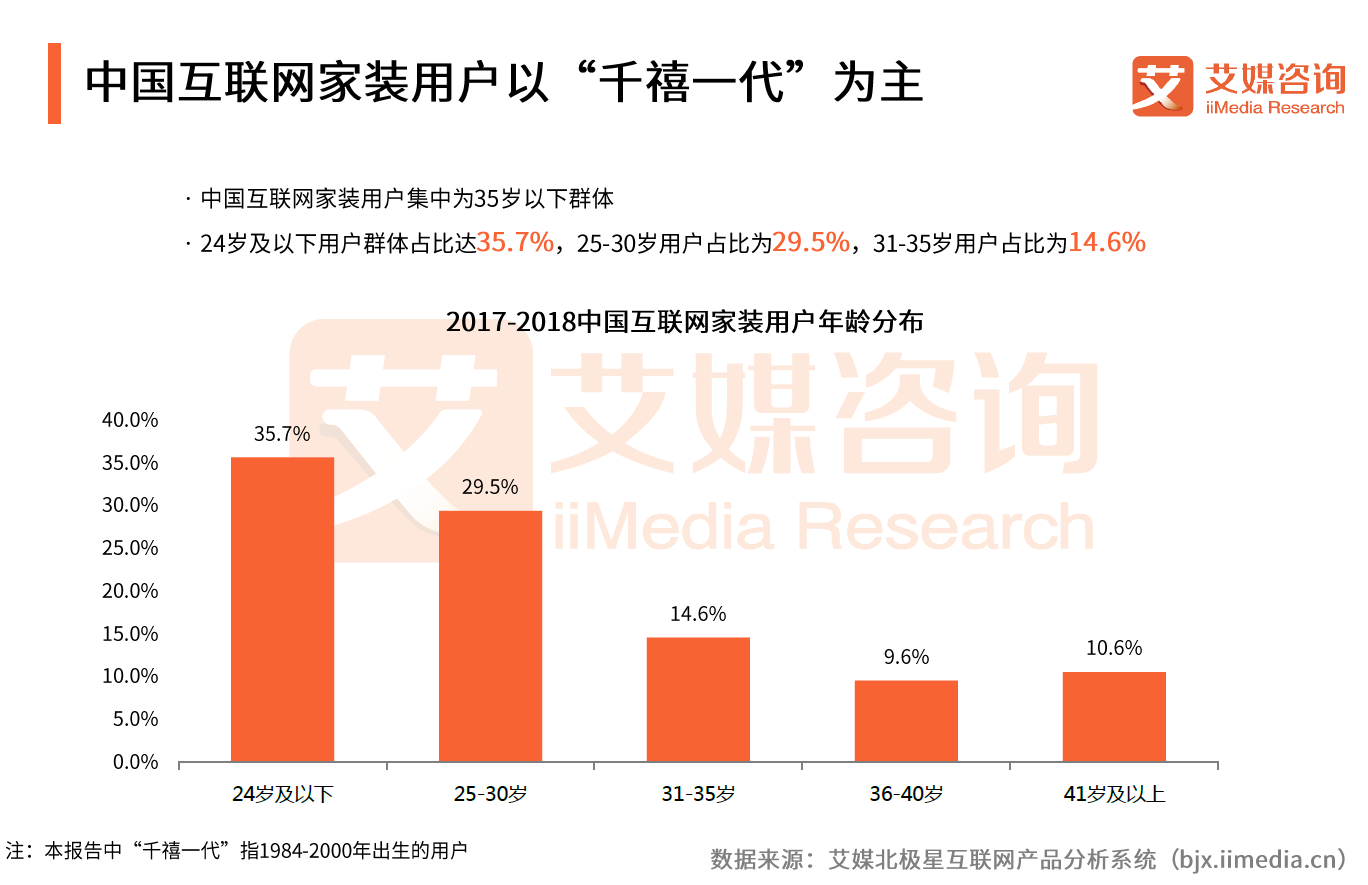 中国互联网家装用户以“千禧一代”为主
艾 艾媒咨询
iiMedia Research
· 中国互联网家装用户集中为35岁以下群体
· 24岁及以下用户群体占比达35.7%，25-30岁用户占比为29.5%，31-35岁用户占比为14.6%
2017-2018中国互联网家装用户年龄分布
艾 艾媒咨询
iiMedia Research
40.0%
35.0%
30.0%
25.0%
20.0%
15.0%
10.0%
5.0%
0.0%
35.7%
29.5%
14.6%
9.6%
10.6%
24岁及以下 25-30岁 31-35岁 36-40岁 41岁及以上
注：本报告中“千禧一代”指1984-2000年出生的用户
数据来源：艾媒北极星互联网产品分析系统（bjx.iimedia.cn）